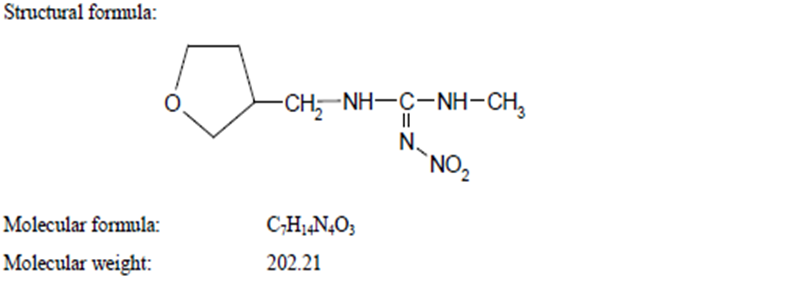 Structural formula:
O
CH₂–NH–C–NH–CH₃
N
NO₂
Molecular formula: C₇H₁₄N₄O₃
Molecular weight: 202.21